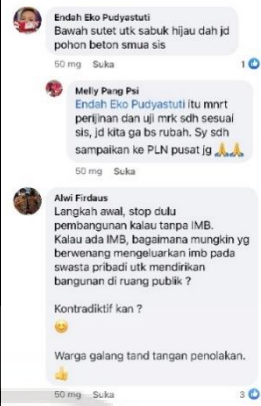 Endah Eko Pudyastuti
Bawah sutet utk sabuk hijau dah jd
pohon beton smua sis
50 mg Suka 1
Melly Pang Psi
Endah Eko Pudyastuti itu mnrt
perijinan dan uji mrk sdh sesuai
sis, jd kita ga bs rubah. Sy sdh
sampaikan ke PLN pusat jg 🙏🙏
50 mg Suka
Alwi Firdaus
Langkah awal, stop dulu
pembangunan kalau tanpa IMB.
Kalau ada IMB, bagaimana mungkin yg
berwenang mengeluarkan imb pada
swasta pribadi utk mendirikan
bangunan di ruang publik ?
Kontradiktif kan ?
😊
Warga galang tand tangan penolakan.
👍
50 mg Suka 3